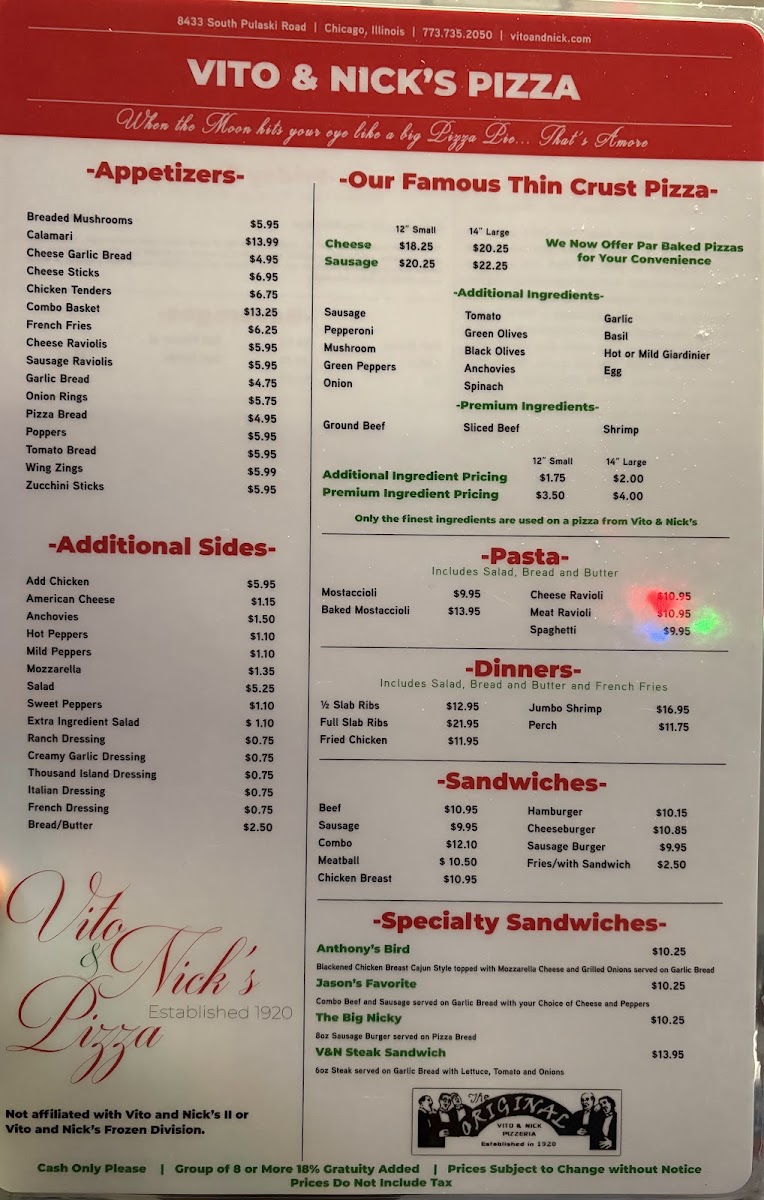 8433 South Pulaski Road | Chicago, Illinois | 773.735.2050 | vitoandnick.com
VITO & NICK'S PIZZA
When the Moon hits your eye like a big Pizza Pie... That's Amore
-Appetizers-
Breaded Mushrooms $5.95
Calamari $13.99
Cheese Garlic Bread $4.95
Cheese Sticks $6.95
Chicken Tenders $6.75
Combo Basket $13.25
French Fries $6.25
Cheese Raviolis $5.95
Sausage Raviolis $5.95
Garlic Bread $4.75
Onion Rings $5.75
Pizza Bread $4.95
Poppers $5.95
Tomato Bread $5.95
Wing Zings $5.99
Zucchini Sticks $5.95
-Additional Sides-
Add Chicken $5.95
American Cheese $1.15
Anchovies $1.50
Hot Peppers $1.10
Mild Peppers $1.10
Mozzarella $1.35
Salad $5.25
Sweet Peppers $1.10
Extra Ingredient Salad $ 1.10
Ranch Dressing $0.75
Creamy Garlic Dressing $0.75
Thousand Island Dressing $0.75
Italian Dressing $0.75
French Dressing $0.75
Bread/Butter $2.50
Vito
&
Nick's
Pizza
Established 1920
Not affiliated with Vito and Nick's II or
Vito and Nick's Frozen Division.
-Our Famous Thin Crust Pizza-
12" Small 14" Large
Cheese $18.25 $20.25
Sausage $20.25 $22.25
We Now Offer Par Baked Pizzas
for Your Convenience
-Additional Ingredients-
Sausage Tomato Garlic
Pepperoni Green Olives Basil
Mushroom Black Olives Hot or Mild Giardinier
Green Peppers Anchovies Egg
Onion Spinach
-Premium Ingredients-
Ground Beef Sliced Beef Shrimp
12" Small 14" Large
Additional Ingredient Pricing $1.75 $2.00
Premium Ingredient Pricing $3.50 $4.00
Only the finest ingredients are used on a pizza from Vito & Nick's
-Pasta-
Includes Salad, Bread and Butter
Mostaccioli $9.95 Cheese Ravioli $10.95
Baked Mostaccioli $13.95 Meat Ravioli $10.95
Spaghetti $9.95
-Dinners-
Includes Salad, Bread and Butter and French Fries
½ Slab Ribs $12.95 Jumbo Shrimp $16.95
Full Slab Ribs $21.95 Perch $11.75
Fried Chicken $11.95
-Sandwiches-
Beef $10.95 Hamburger $10.15
Sausage $9.95 Cheeseburger $10.85
Combo $12.10 Sausage Burger $9.95
Meatball $ 10.50 Fries/with Sandwich $2.50
Chicken Breast $10.95
-Specialty Sandwiches-
Anthony's Bird $10.25
Blackened Chicken Breast Cajun Style topped with Mozzarella Cheese and Grilled Onions served on Garlic Bread
Jason's Favorite $10.25
Combo Beef and Sausage served on Garlic Bread with your Choice of Cheese and Peppers
The Big Nicky $10.25
8oz Sausage Burger served on Pizza Bread
V&N Steak Sandwich $13.95
6oz Steak served on Garlic Bread with Lettuce, Tomato and Onions
The
ORIGINAL
VITO & NICK
PIZZERIA
Established in 1920
Cash Only Please | Group of 8 or More 18% Gratuity Added | Prices Subject to Change without Notice
Prices Do Not Include Tax